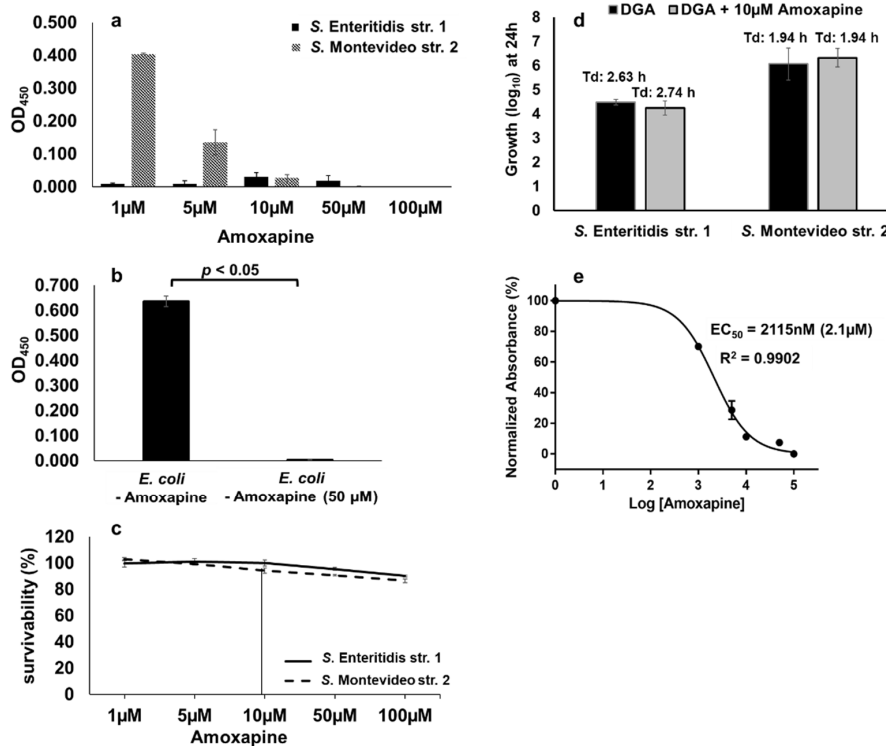 a
0.500
0.400
0.300
0.200
0.100
0.000
OD450
S. Enteritidis str. 1
S. Montevideo str. 2
1µM 5µM 10µM 50µM 100µM
Amoxapine
b
p < 0.05
0.700
0.600
0.500
0.400
0.300
0.200
0.100
0.000
OD450
E. coli E. coli
- Amoxapine - Amoxapine (50 µM)
c
120
100
80
60
40
20
0
survivability (%)
S. Enteritidis str. 1
S. Montevideo str. 2
1µM 5µM 10µM 50µM 100µM
Amoxapine
d
DGA DGA + 10µM Amoxapine
8
7
6
5
4
3
2
1
0
Growth (log10) at 24h
Td: 2.63 h
Td: 2.74 h
Td: 1.94 h Td: 1.94 h
S. Enteritidis str. 1 S. Montevideo str. 2
e
100
80
60
40
20
0
Normalized Absorbance (%)
EC50 = 2115nM (2.1µM)
R2 = 0.9902
0 1 2 3 4 5
Log [Amoxapine]